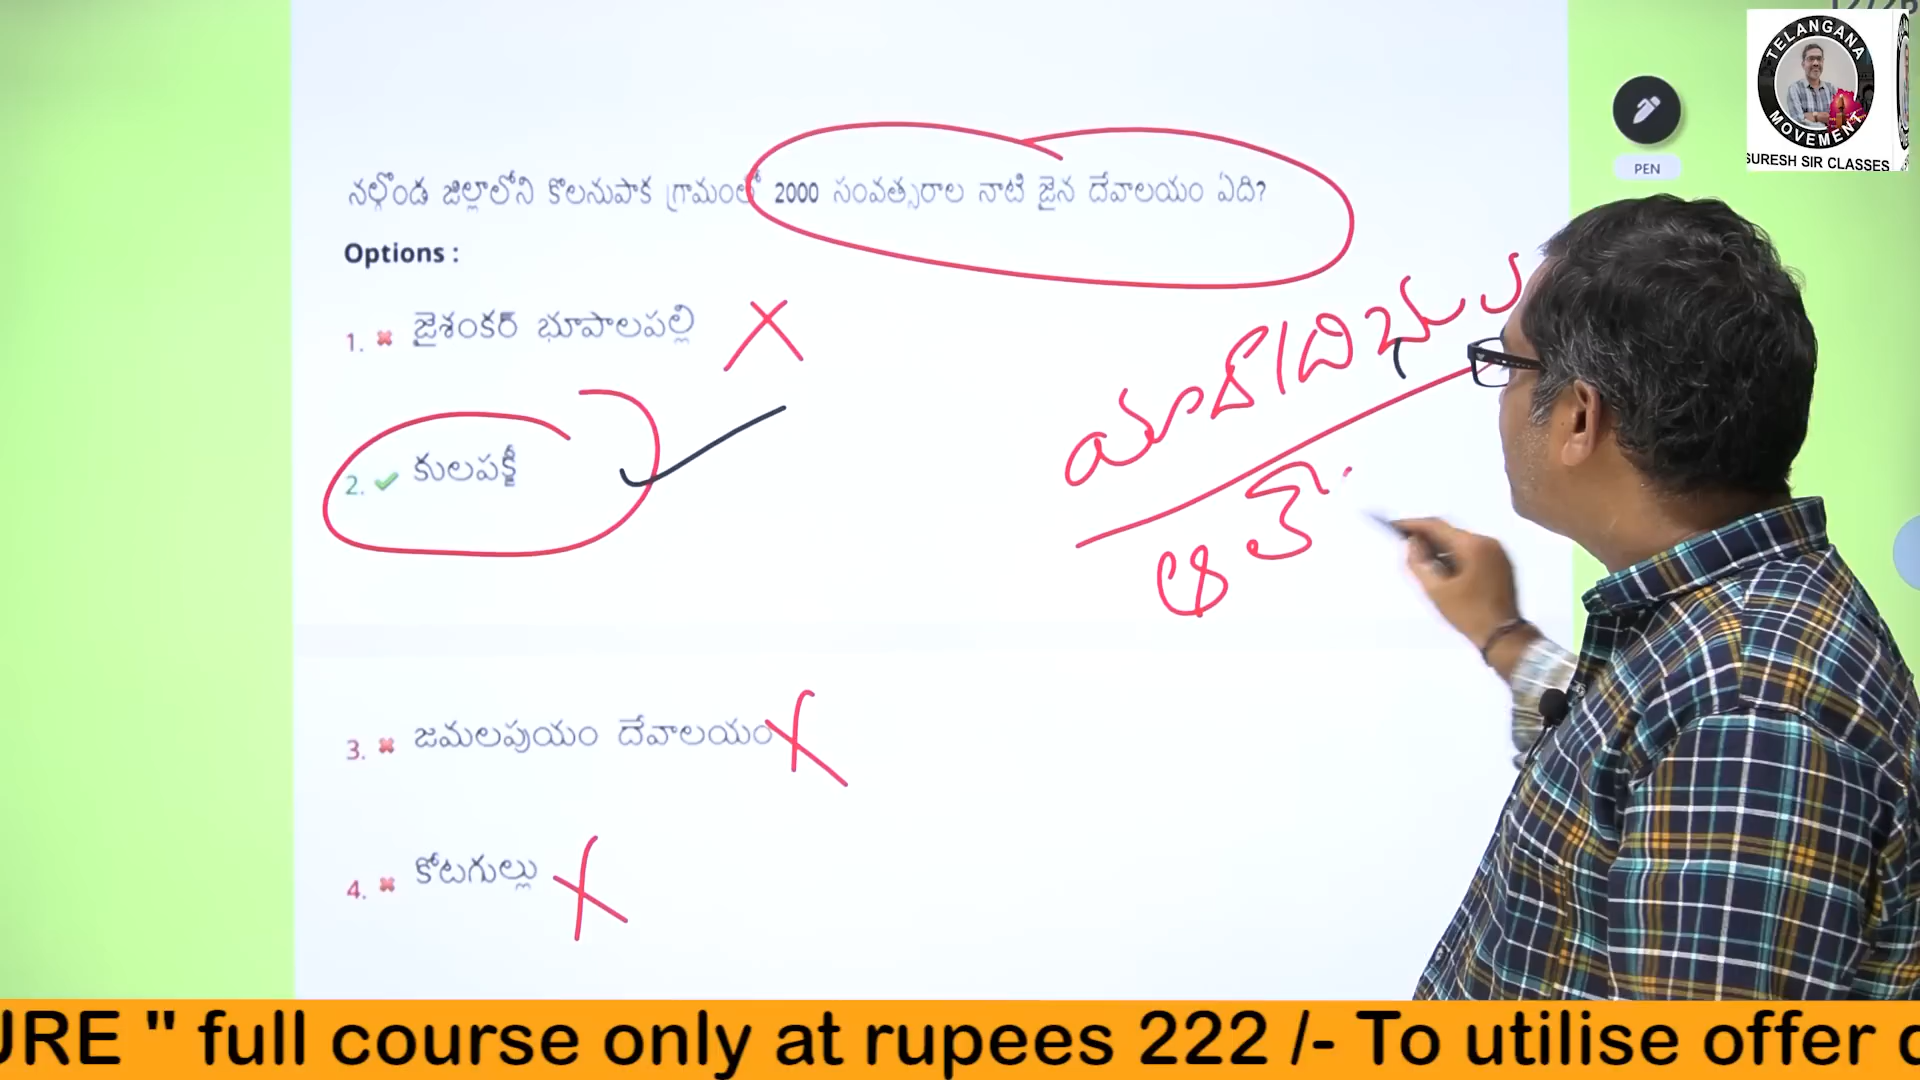 TELANGANA
MOVEMENT
SURESH SIR CLASSES
PEN
నల్గొండ జిల్లాలోని కొలనుపాక గ్రామంలో 2000 సంవత్సరాల నాటి జైన దేవాలయం ఏది?
Options :
1. జైశంకర్ భూపాలపల్లి
2. కులపక్జీ
3. జమలపుయం దేవాలయం
4. కోటగుల్లు
యాదాద్రి భు
URE " full course only at rupees 222 /- To utilise offer